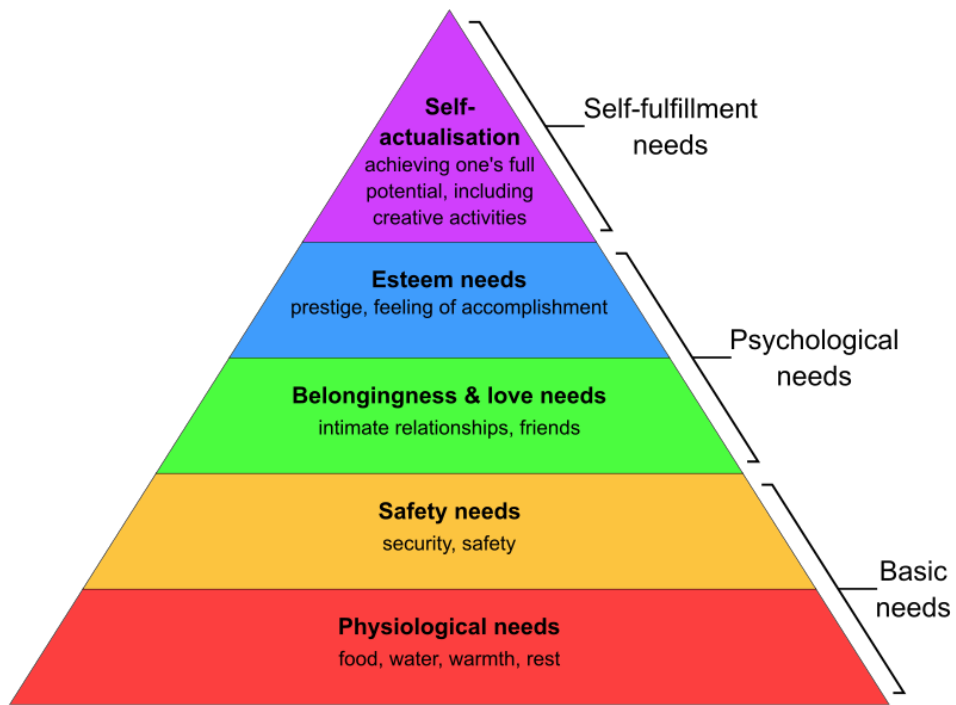 Self-
actualisation
achieving one's full
potential, including
creative activities
Self-fulfillment
needs
Esteem needs
prestige, feeling of accomplishment
Psychological
needs
Belongingness & love needs
intimate relationships, friends
Safety needs
security, safety
Basic
needs
Physiological needs
food, water, warmth, rest